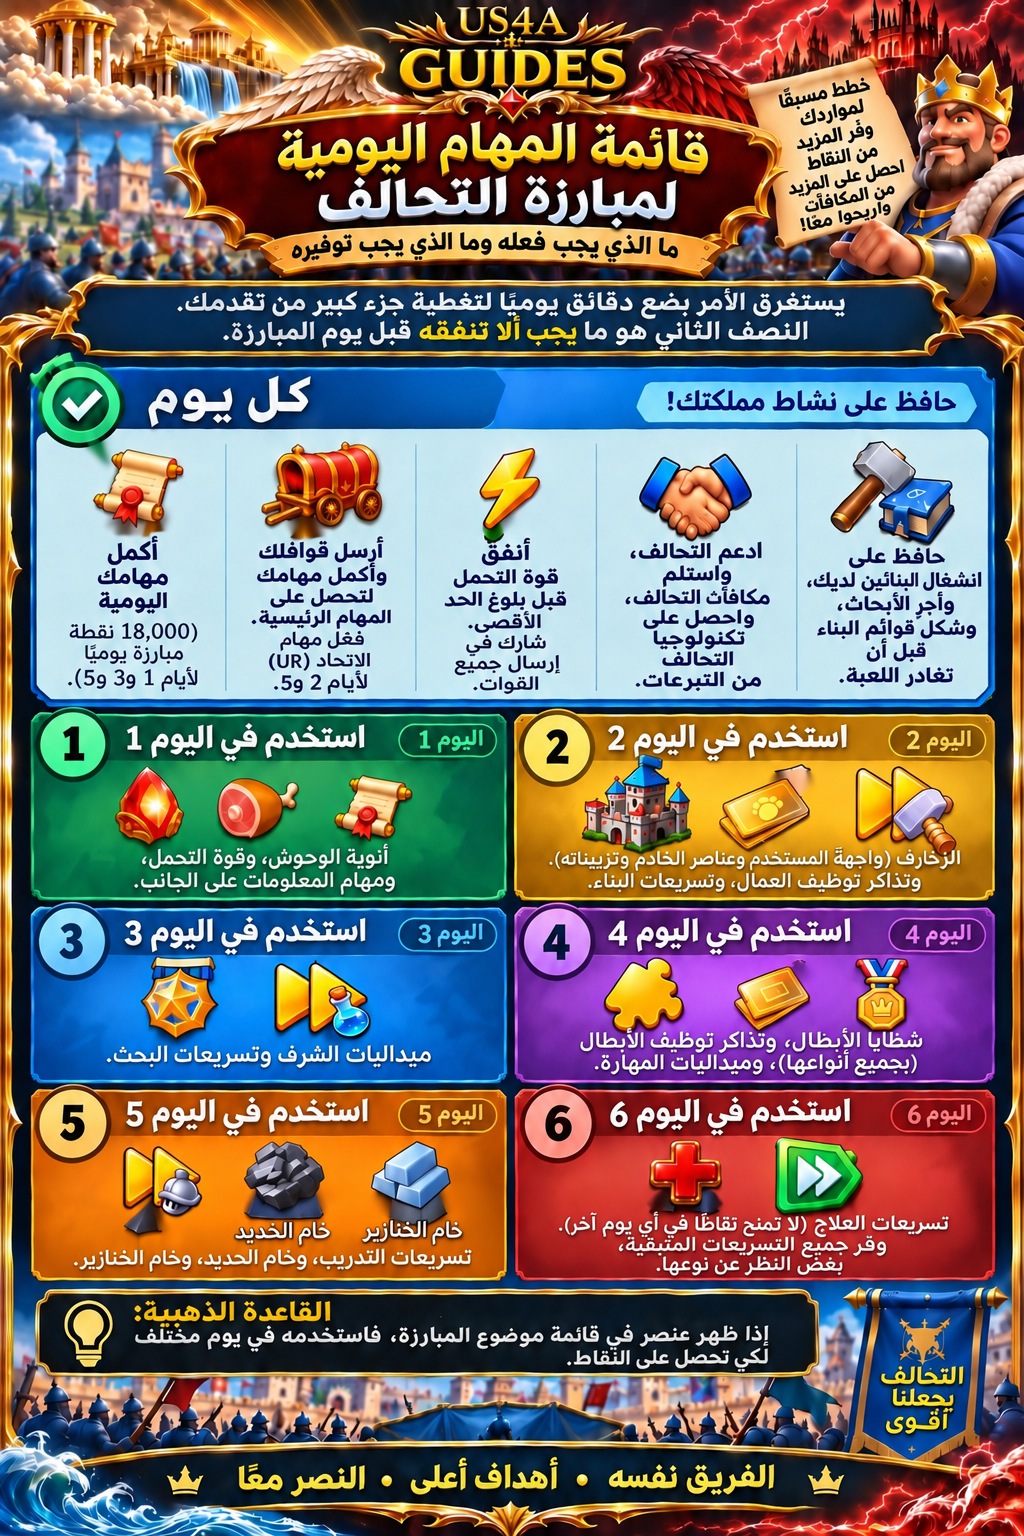 US4A
GUIDES
قائمة المهام اليومية
لمبارزة التحالف
ما الذي يجب فعله وما الذي يجب توفيره
خطط مسبقًا
لمواردك
وفّر المزيد
من النقاط
احصل على المزيد
من المكافآت
واربحوا معًا!
يستغرق الأمر بضع دقائق يوميًا لتغطية جزء كبير من تقدمك.
النصف الثاني هو ما يجب ألا تنفقه قبل يوم المبارزة.
كل يوم
حافظ على نشاط مملكتك!
أكمل
مهامك
اليومية
(18,000 نقطة
مبارزة يوميًا
لأيام 1 و3 و5).
أرسل قوافلك
وأكمل مهامك
لتحصل على
المهام الرئيسية.
فعّل مهام
الاتحاد (UR)
لأيام 2 و5.
أنفق
قوة التحمل
قبل بلوغ الحد
الأقصى.
شارك في
إرسال جميع
القوات.
ادعم التحالف،
واستلم
مكافآت التحالف،
واحصل على
تكنولوجيا
التحالف
من التبرعات.
حافظ على
انشغال البنائين لديك،
وأجرِ الأبحاث،
وشكل قوائم البناء
قبل أن
تغادر اللعبة.
1
استخدم في اليوم 1
اليوم 1
أنوية الوحوش، وقوة التحمل،
ومهام المعلومات على الجانب.
2
استخدم في اليوم 2
اليوم 2
الزخارف (واجهة المستخدم وعناصر الخادم وتزييناته).
وتذاكر توظيف العمال، وتسريعات البناء.
3
استخدم في اليوم 3
اليوم 3
ميداليات الشرف وتسريعات البحث.
4
استخدم في اليوم 4
اليوم 4
شظايا الأبطال، وتذاكر توظيف الأبطال
(بجميع أنواعها)، وميداليات المهارة.
5
استخدم في اليوم 5
اليوم 5
خام الحديد
خام الخنازير
تسريعات التدريب، وخام الحديد، وخام الخنازير.
6
استخدم في اليوم 6
اليوم 6
تسريعات العلاج (لا تمنح نقاطًا في أي يوم آخر).
وفر جميع التسريعات المتبقية،
بغض النظر عن نوعها.
القاعدة الذهبية:
إذا ظهر عنصر في قائمة موضوع المبارزة، فاستخدمه في يوم مختلف
لكي تحصل على النقاط.
التحالف
يجعلنا
أقوى
الفريق نفسه • أهداف أعلى • النصر معًا